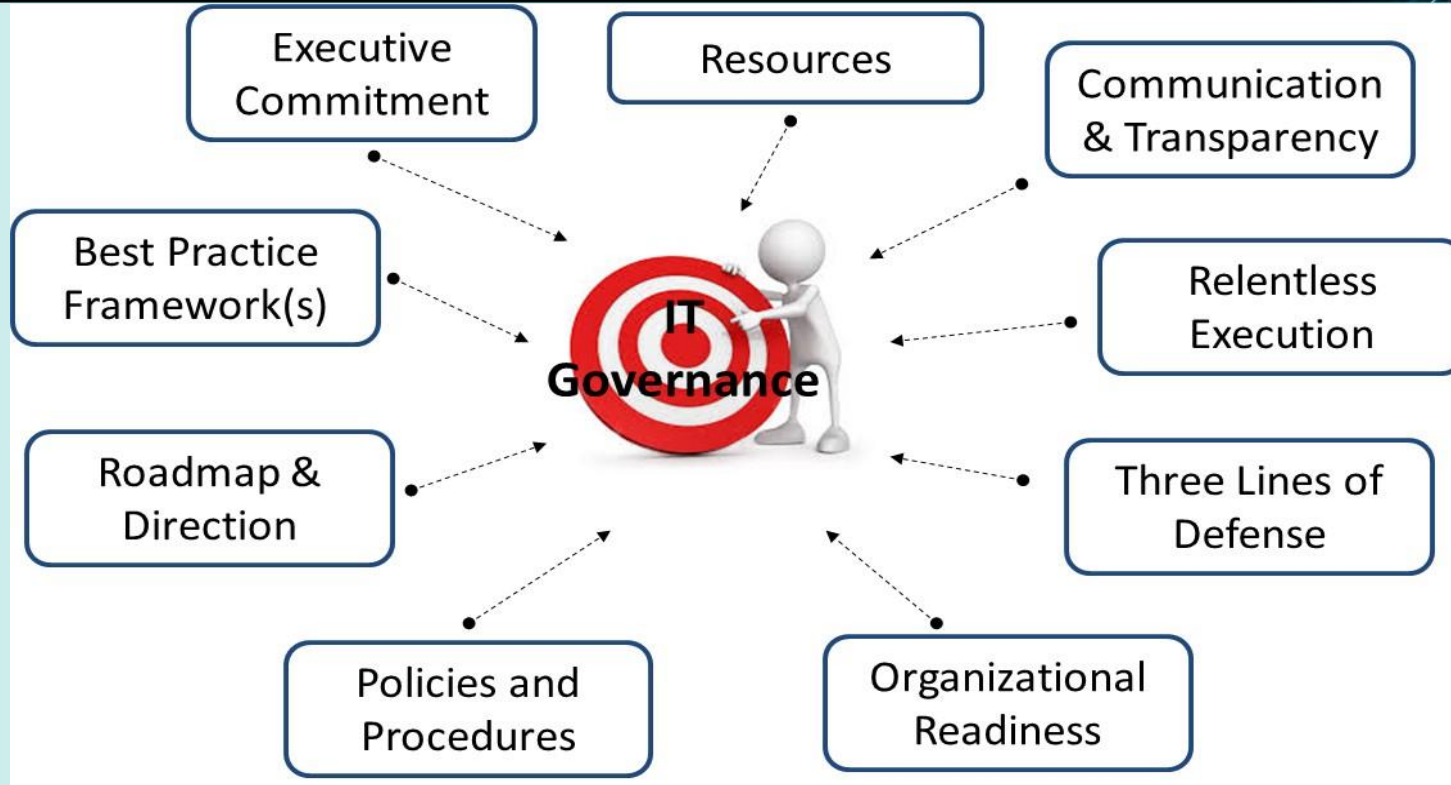 Executive
Commitment
Resources
Communication
& Transparency
Best Practice
Framework(s)
Relentless
Execution
IT
Governance
Roadmap &
Direction
Three Lines of
Defense
Policies and
Procedures
Organizational
Readiness